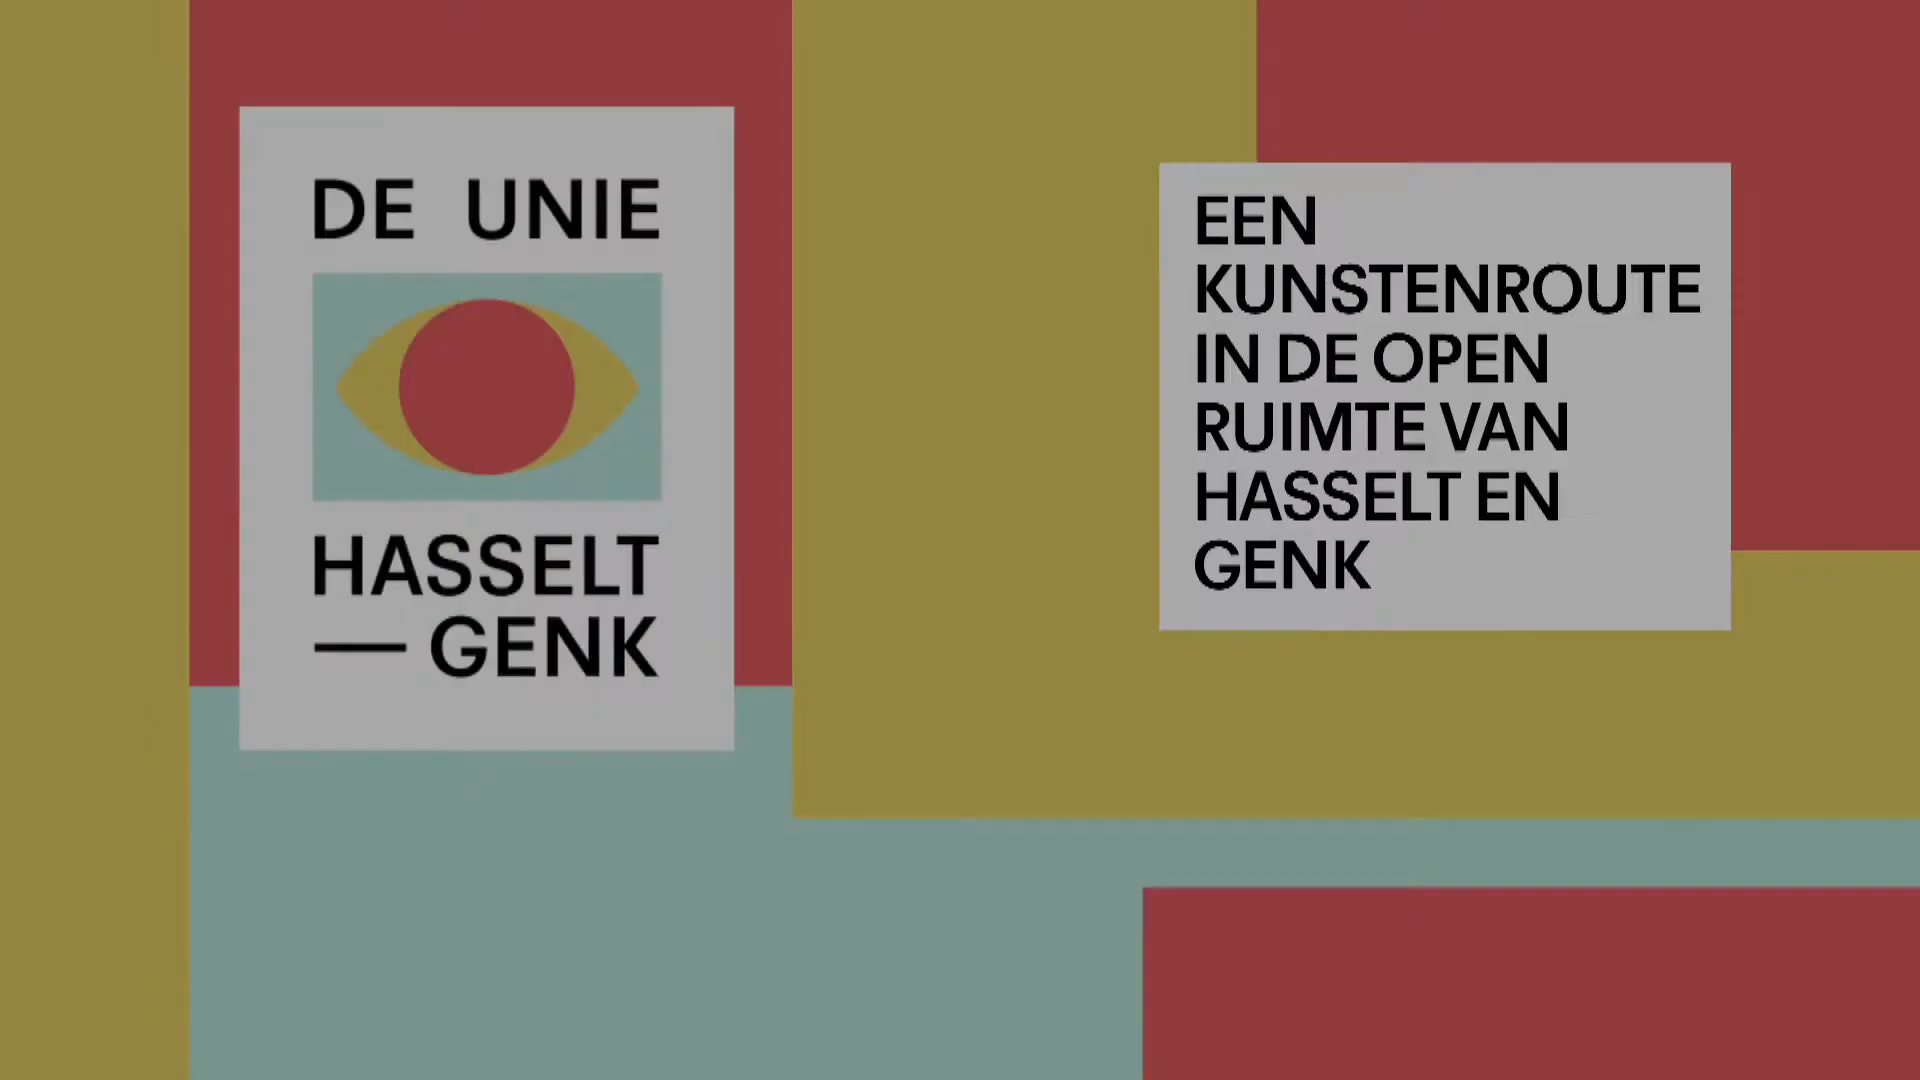 DE UNIE
HASSELT
— GENK
EEN
KUNSTENROUTE
IN DE OPEN
RUIMTE VAN
HASSELT EN
GENK